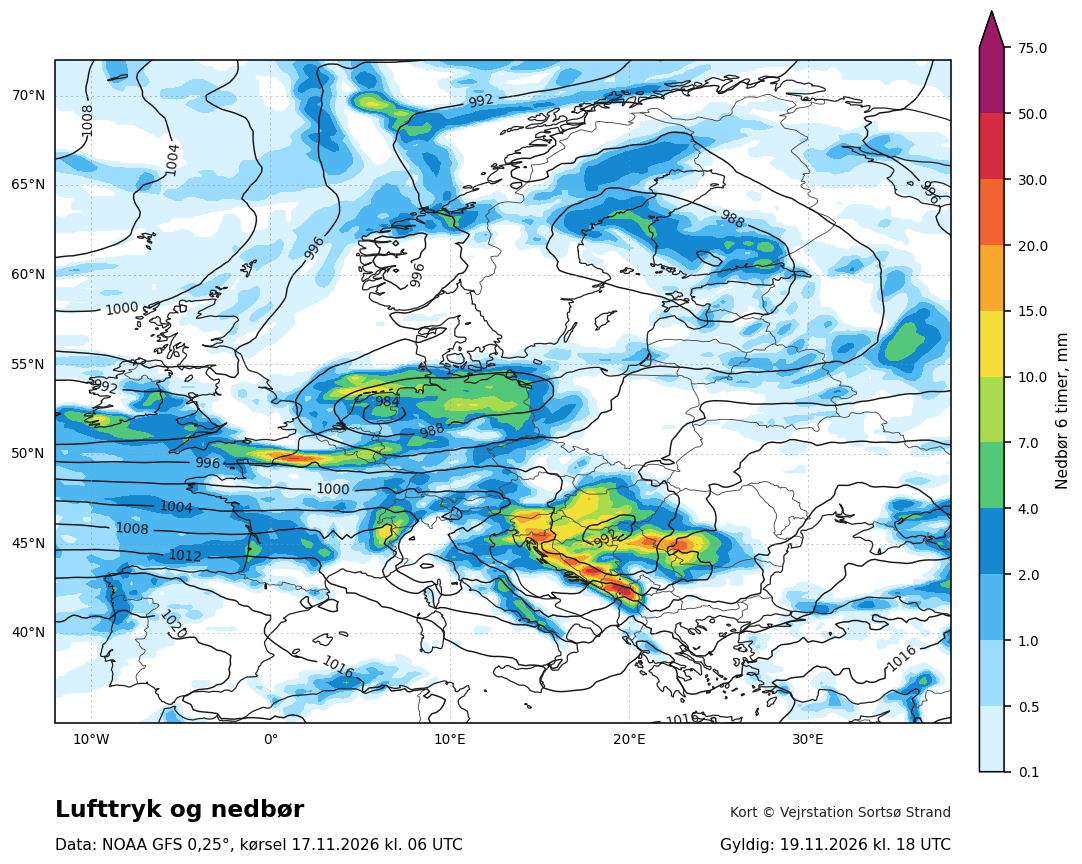 75.0
50.0
30.0
20.0
15.0
10.0
7.0
4.0
2.0
1.0
0.5
0.1
Nedbør 6 timer, mm
70°N
65°N
60°N
55°N
50°N
45°N
40°N
10°W
0°
10°E
20°E
30°E
1008
1004
992
996
988
996
996
1000
992
984
988
996
1000
1004
1008
1012
992
1020
1016
1016
1016
Lufttryk og nedbør
Kort © Vejrstation Sortsø Strand
Data: NOAA GFS 0,25°, kørsel 17.11.2026 kl. 06 UTC
Gyldig: 19.11.2026 kl. 18 UTC